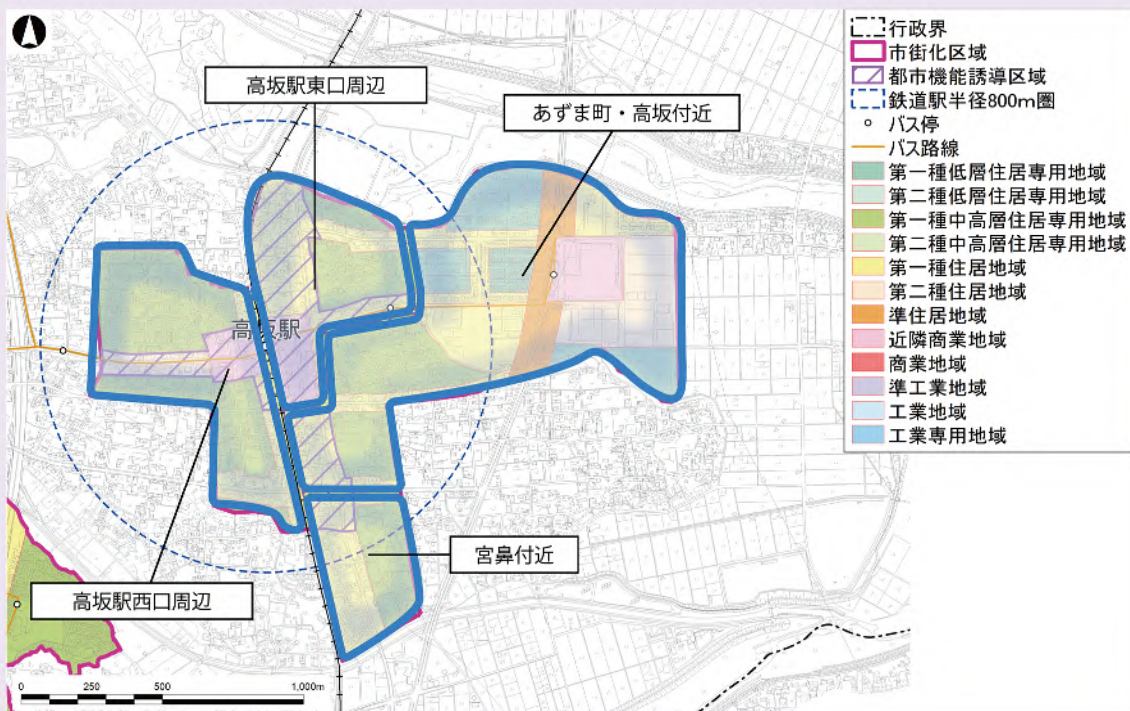 高坂駅東口周辺
あずま町・高坂付近
高坂駅
宮鼻付近
高坂駅西口周辺
0 250 500 1,000m
行政界
市街化区域
都市機能誘導区域
鉄道駅半径800m圏
バス停
バス路線
第一種低層住居専用地域
第二種低層住居専用地域
第一種中高層住居専用地域
第二種中高層住居専用地域
第一種住居地域
第二種住居地域
準住居地域
近隣商業地域
商業地域
準工業地域
工業地域
工業専用地域